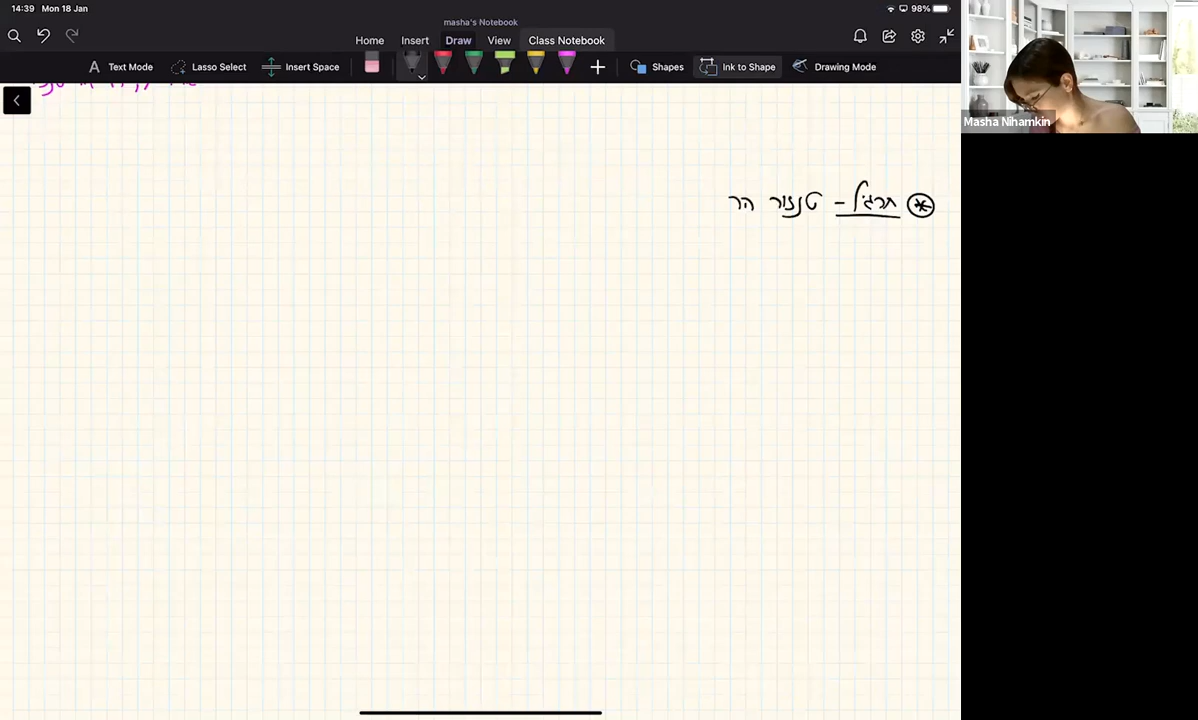 14:39 Mon 18 Jan
98%
masha's Notebook
Home Insert Draw View Class Notebook
Text Mode Lasso Select Insert Space Shapes Ink to Shape Drawing Mode
Masha Nihamkin
תרגיל - טנזור הר